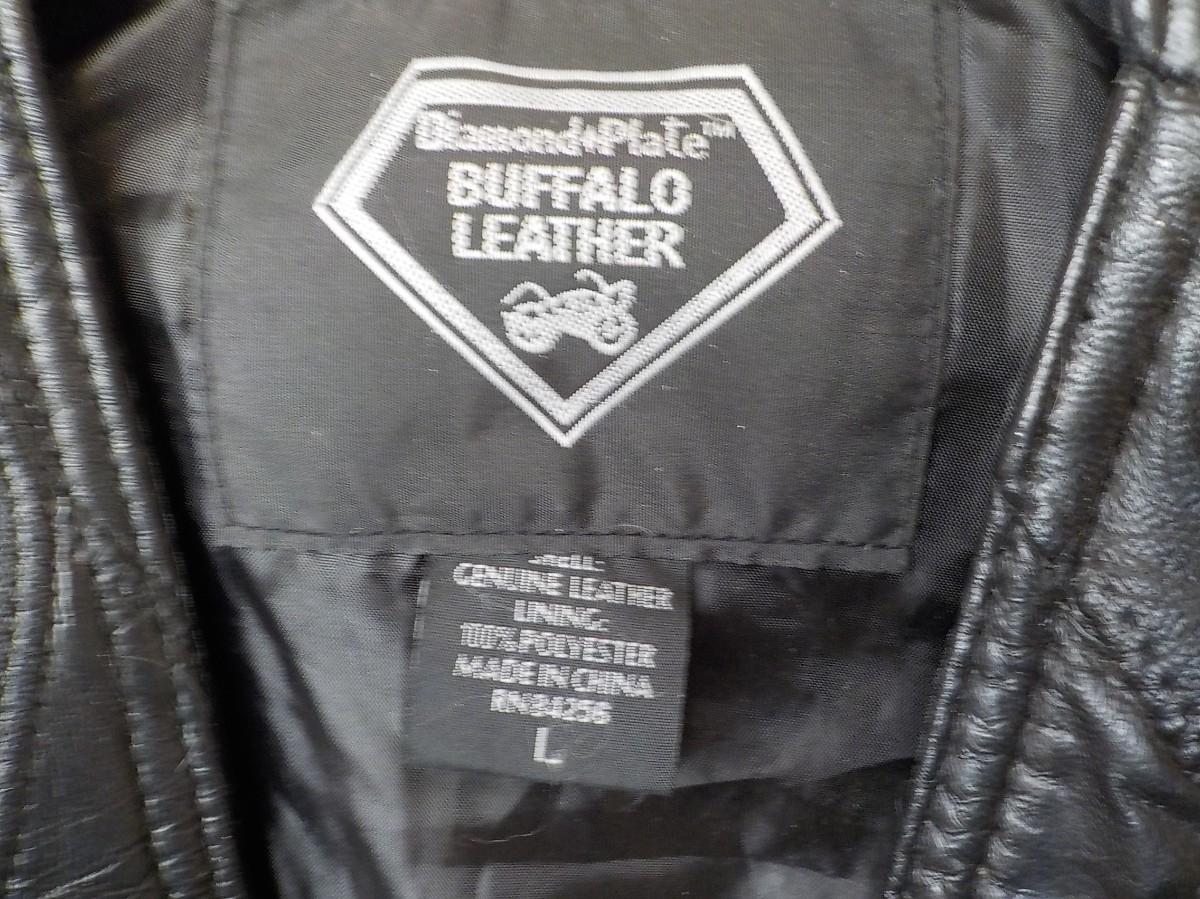 Diamond Plate™
BUFFALO
LEATHER
GENUINE LEATHER
LINING:
100% POLYESTER
MADE IN CHINA
L